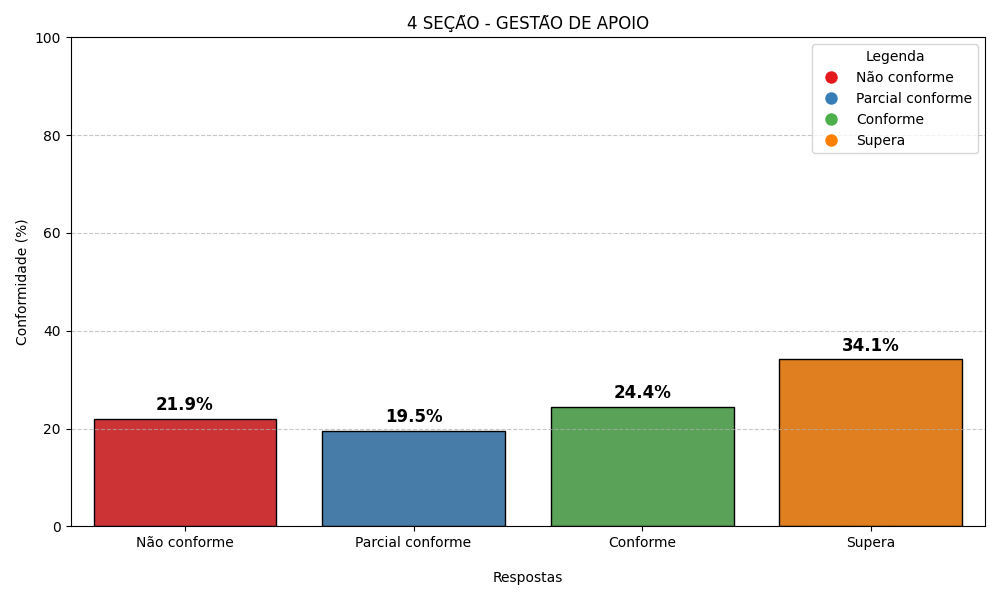 4 SEÇÃO - GESTÃO DE APOIO
100
80
60
40
20
0
Conformidade (%)
Legenda
Não conforme
Parcial conforme
Conforme
Supera
21.9%
19.5%
24.4%
34.1%
Não conforme
Parcial conforme
Conforme
Supera
Respostas